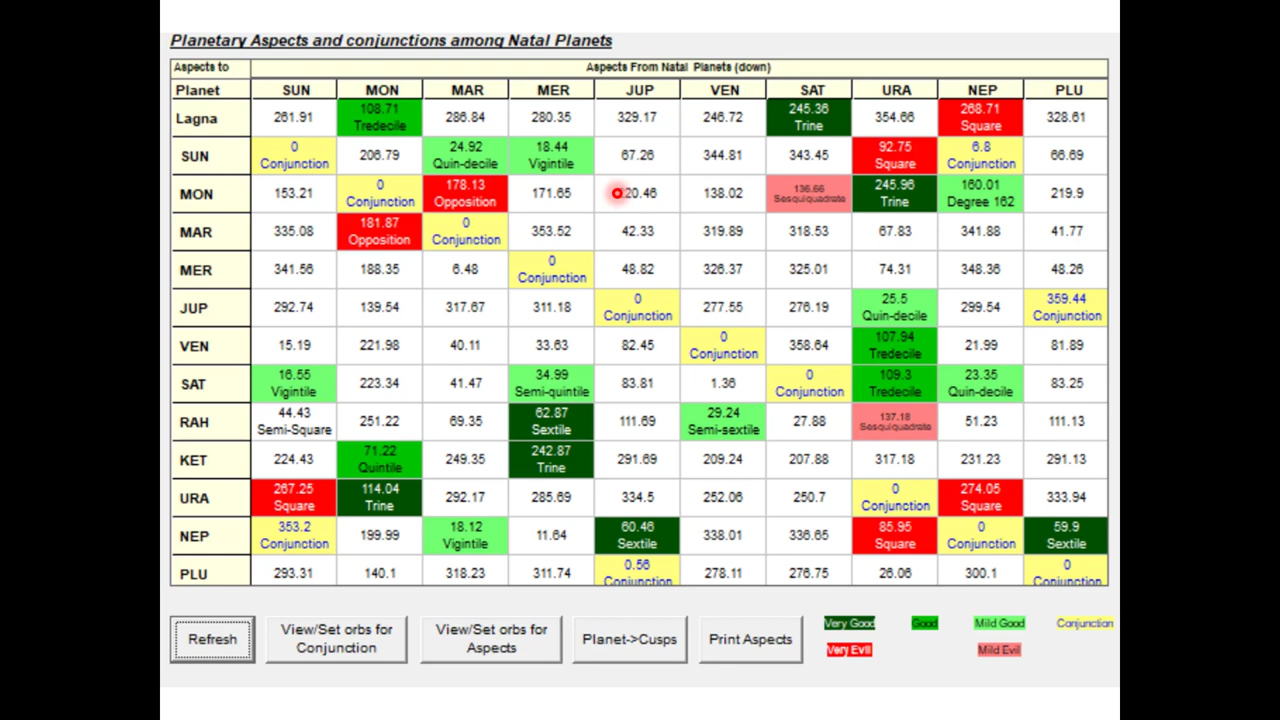 Planetary Aspects and conjunctions among Natal Planets
Aspects to Aspects From Natal Planets (down)
Planet SUN MON MAR MER JUP VEN SAT URA NEP PLU
Lagna 261.91 108.71 Tredecile 286.84 280.35 329.17 246.72 245.36 Trine 354.66 268.71 Square 328.61
SUN 0 Conjunction 206.79 24.92 Quin-decile 18.44 Vigintile 67.26 344.81 343.45 92.75 Square 6.8 Conjunction 66.69
MON 153.21 0 Conjunction 178.13 Opposition 171.65 20.46 138.02 136.66 Sesquiquadrate 245.96 Trine 160.01 Degree 162 219.9
MAR 335.08 181.87 Opposition 0 Conjunction 353.52 42.33 319.89 318.53 67.83 341.88 41.77
MER 341.56 188.35 6.48 0 Conjunction 48.82 326.37 325.01 74.31 348.36 48.26
JUP 292.74 139.54 317.67 311.18 0 Conjunction 277.55 276.19 25.5 Quin-decile 299.54 359.44 Conjunction
VEN 15.19 221.98 40.11 33.63 82.45 0 Conjunction 358.64 107.94 Tredecile 21.99 81.89
SAT 16.55 Vigintile 223.34 41.47 34.99 Semi-quintile 83.81 1.36 0 Conjunction 109.3 Tredecile 23.35 Quin-decile 83.25
RAH 44.43 Semi-Square 251.22 69.35 62.87 Sextile 111.69 29.24 Semi-sextile 27.88 137.18 Sesquiquadrate 51.23 111.13
KET 224.43 71.22 Quintile 249.35 242.87 Trine 291.69 209.24 207.88 317.18 231.23 291.13
URA 267.25 Square 114.04 Trine 292.17 285.69 334.5 252.06 250.7 0 Conjunction 274.05 Square 333.94
NEP 353.2 Conjunction 199.99 18.12 Vigintile 11.64 60.46 Sextile 338.01 336.65 85.95 Square 0 Conjunction 59.9 Sextile
PLU 293.31 140.1 318.23 311.74 0.56 Conjunction 278.11 276.75 26.06 300.1 0 Conjunction
Refresh View/Set orbs for Conjunction View/Set orbs for Aspects Planet->Cusps Print Aspects
Very Good Good Mild Good Conjunction
Very Evil Mild Evil